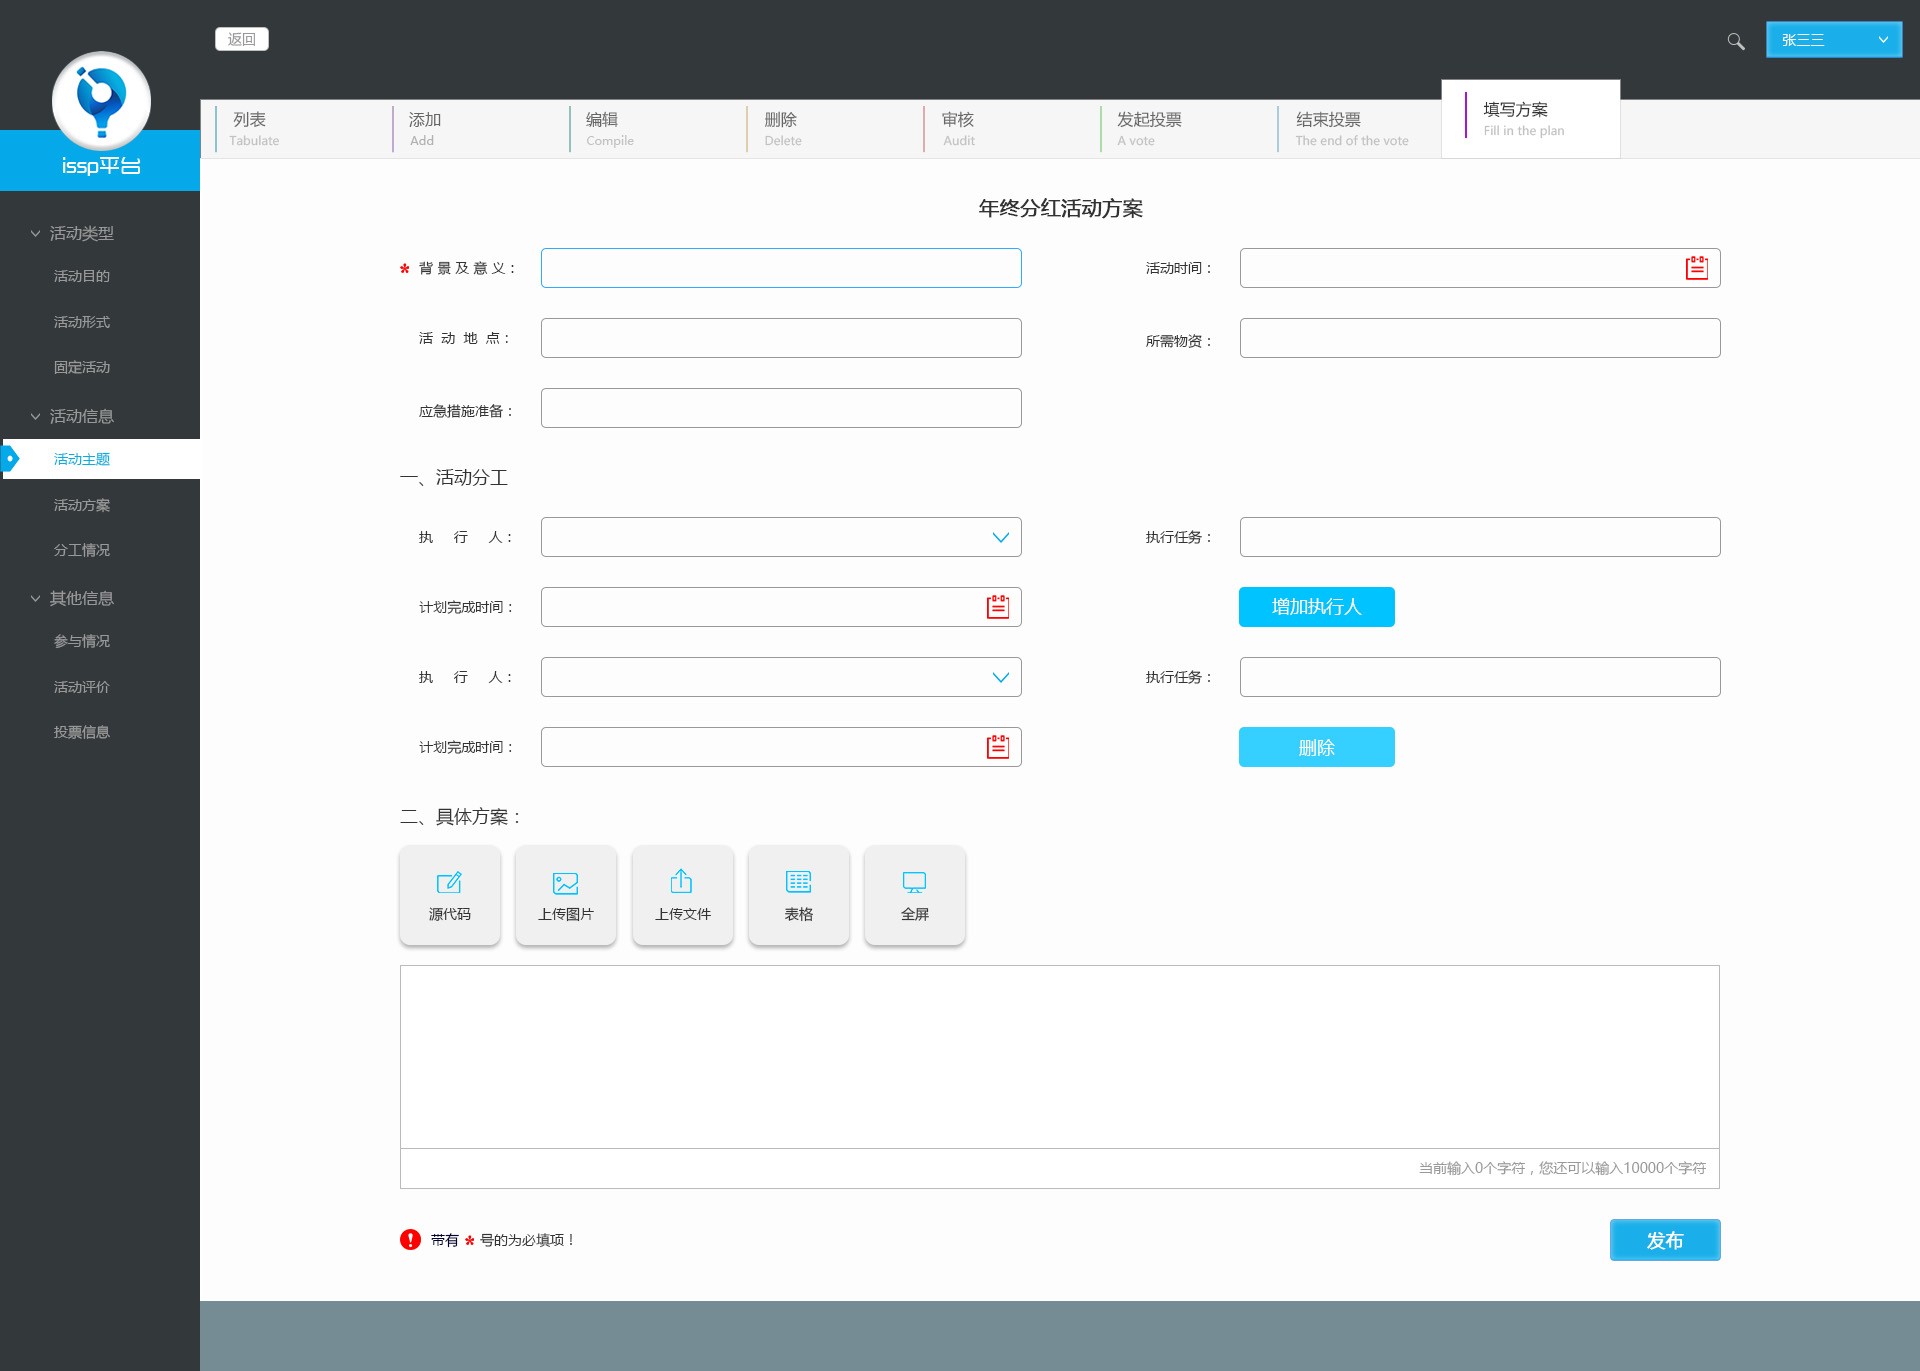 返回
张三三
issp平台
列表
Tabulate
添加
Add
编辑
Compile
删除
Delete
审核
Audit
发起投票
A vote
结束投票
The end of the vote
填写方案
Fill in the plan
活动类型
活动目的
活动形式
固定活动
活动信息
活动主题
活动方案
分工情况
其他信息
参与情况
活动评价
投票信息
年终分红活动方案
* 背景及意义：
活动时间：
活动地点：
所需物资：
应急措施准备：
一、活动分工
执行人：
执行任务：
计划完成时间：
增加执行人
执行人：
执行任务：
计划完成时间：
删除
二、具体方案：
源代码
上传图片
上传文件
表格
全屏
当前输入0个字符，您还可以输入10000个字符
带有 * 号的为必填项！
发布